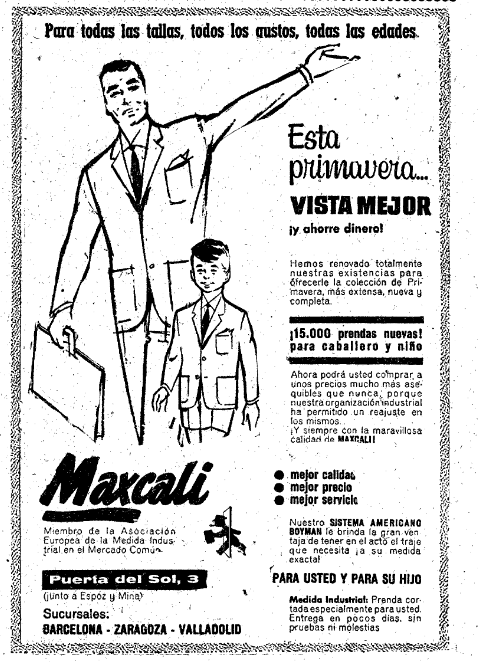 Para todas las tallas, todos los gustos, todas las edades.
Esta
primavera...
VISTA MEJOR
¡y ahorre dinero!
Hemos renovado totalmente
nuestras existencias para
ofrecerle la colección de Pri-
mavera, más extensa, nueva y
completa.
¡15.000 prendas nuevas!
para caballero y niño
Ahora podrá usted comprar a
unos precios mucho más ase-
quibles que nunca, porque
nuestra organización industrial
ha permitido un reajuste en
los mismos.
¡Y siempre con la maravillosa
calidad de MAXCALI!
mejor calidad
mejor precio
mejor servicio
Nuestro SISTEMA AMERICANO
BOYMAN le brinda la gran ven-
taja de tener en el acto el traje
que necesita ¡a su medida
exacta!
PARA USTED Y PARA SU HIJO
Medida Industrial: Prenda cor-
tada especialmente para usted.
Entrega en pocos días, sin
pruebas ni molestias
Maxcali
Miembro de la Asociación
Europea de la Medida Indus-
trial en el Mercado Común
Puerta del Sol, 3
(junto a Espoz y Mina)
Sucursales:
BARCELONA - ZARAGOZA - VALLADOLID